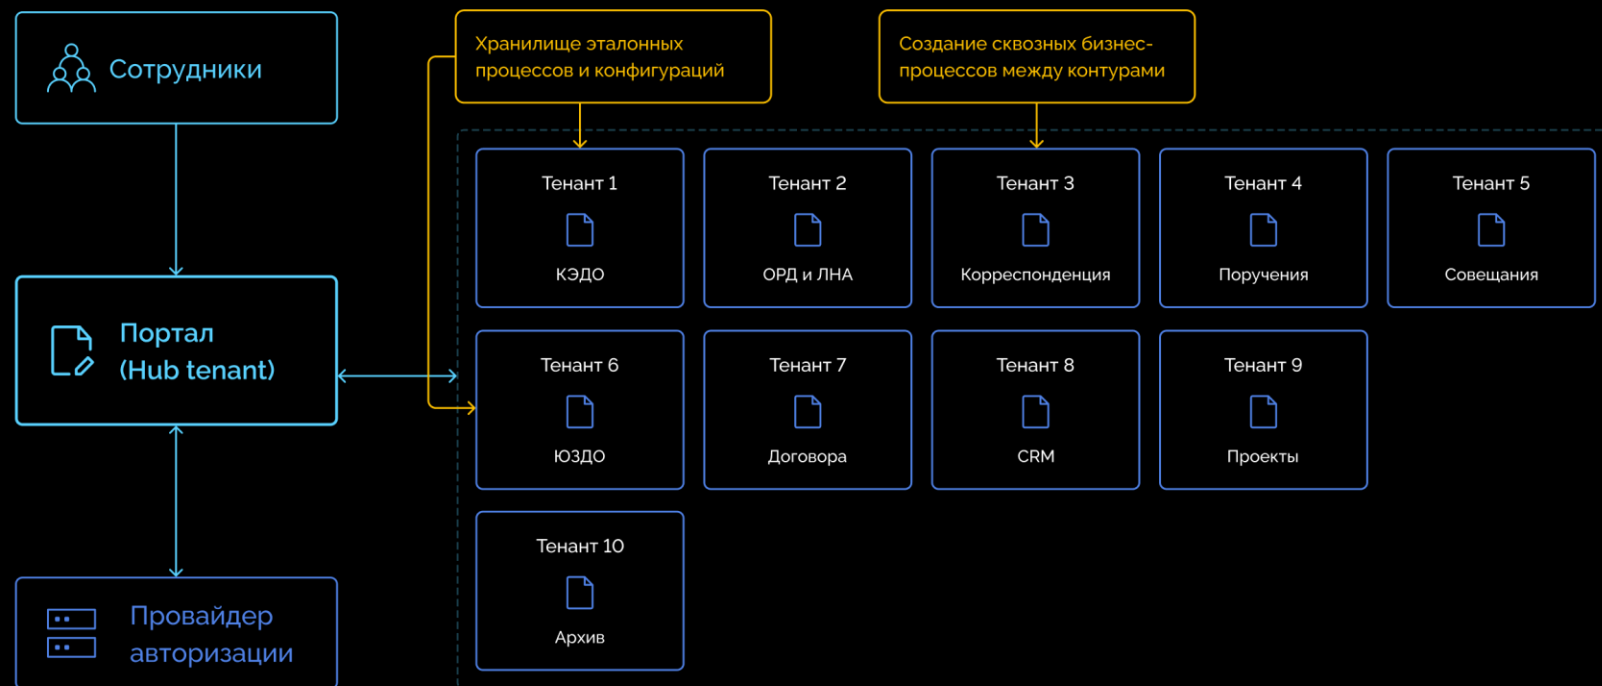 Сотрудники
Хранилище эталонных
процессов и конфигураций
Создание сквозных бизнес-
процессов между контурами
Портал
(Hub tenant)
Провайдер
авторизации
Тенант 1
КЭДО
Тенант 2
ОРД и ЛНА
Тенант 3
Корреспонденция
Тенант 4
Поручения
Тенант 5
Совещания
Тенант 6
ЮЗДО
Тенант 7
Договора
Тенант 8
CRM
Тенант 9
Проекты
Тенант 10
Архив